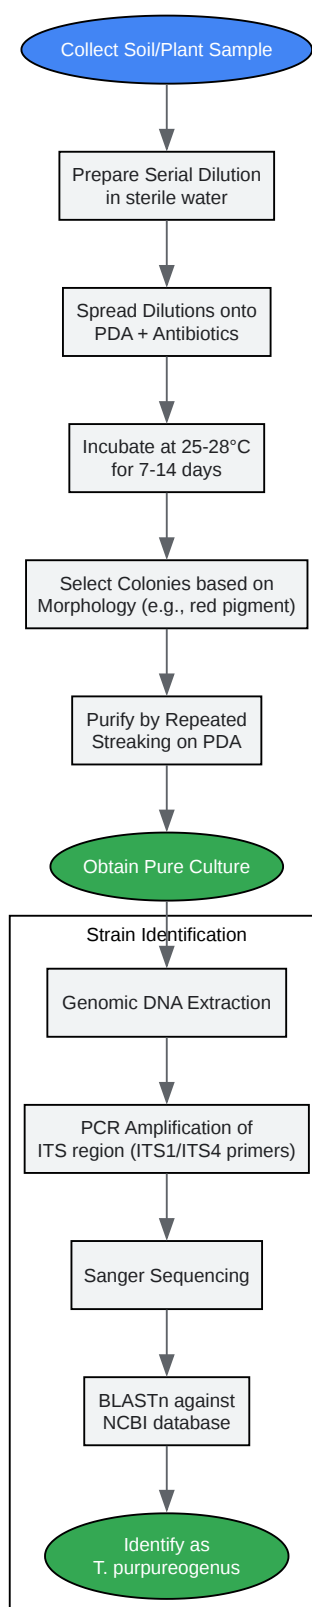 Collect Soil/Plant Sample
Prepare Serial Dilution
in sterile water
Spread Dilutions onto
PDA + Antibiotics
Incubate at 25-28°C
for 7-14 days
Select Colonies based on
Morphology (e.g., red pigment)
Purify by Repeated
Streaking on PDA
Obtain Pure Culture
Strain Identification
Genomic DNA Extraction
PCR Amplification of
ITS region (ITS1/ITS4 primers)
Sanger Sequencing
BLASTn against
NCBI database
Identify as
T. purpureogenus